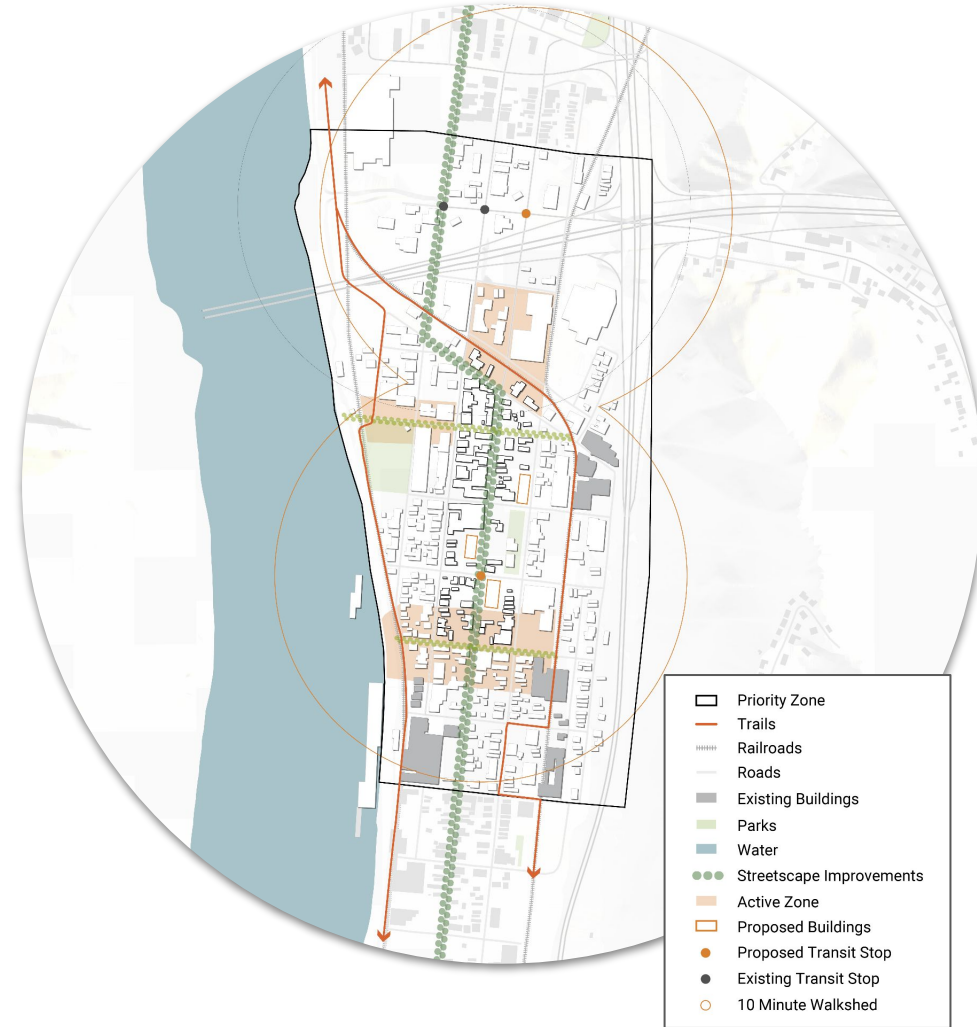 Priority Zone
Trails
Railroads
Roads
Existing Buildings
Parks
Water
Streetscape Improvements
Active Zone
Proposed Buildings
Proposed Transit Stop
Existing Transit Stop
10 Minute Walkshed